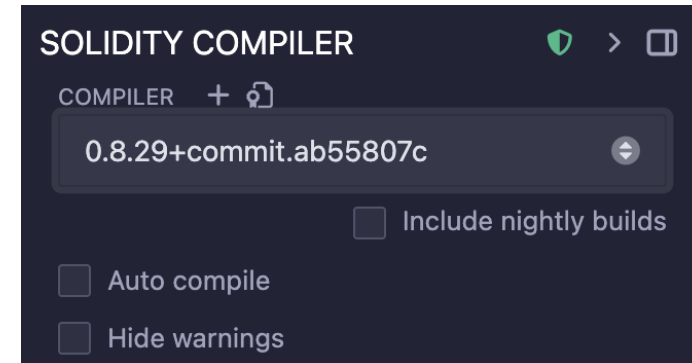 SOLIDITY COMPILER
COMPILER
0.8.29+commit.ab55807c
Include nightly builds
Auto compile
Hide warnings